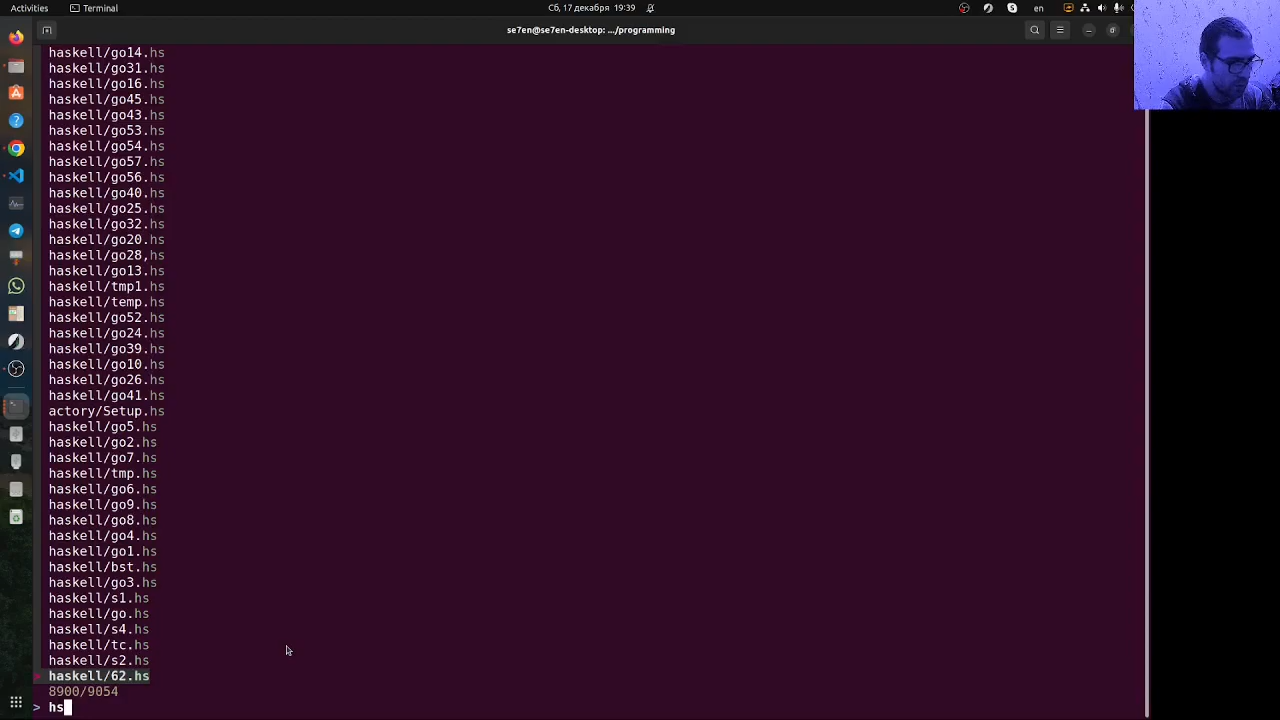 Activities
Terminal
Сб, 17 декабря 19:39
en
se7en@se7en-desktop: .../programming
haskell/go14.hs
haskell/go31.hs
haskell/go16.hs
haskell/go45.hs
haskell/go43.hs
haskell/go53.hs
haskell/go54.hs
haskell/go57.hs
haskell/go56.hs
haskell/go40.hs
haskell/go25.hs
haskell/go32.hs
haskell/go20.hs
haskell/go28,hs
haskell/go13.hs
haskell/tmp1.hs
haskell/temp.hs
haskell/go52.hs
haskell/go24.hs
haskell/go39.hs
haskell/go10.hs
haskell/go26.hs
haskell/go41.hs
actory/Setup.hs
haskell/go5.hs
haskell/go2.hs
haskell/go7.hs
haskell/tmp.hs
haskell/go6.hs
haskell/go9.hs
haskell/go8.hs
haskell/go4.hs
haskell/go1.hs
haskell/bst.hs
haskell/go3.hs
haskell/s1.hs
haskell/go.hs
haskell/s4.hs
haskell/tc.hs
haskell/s2.hs
> haskell/62.hs
8900/9054
> hs